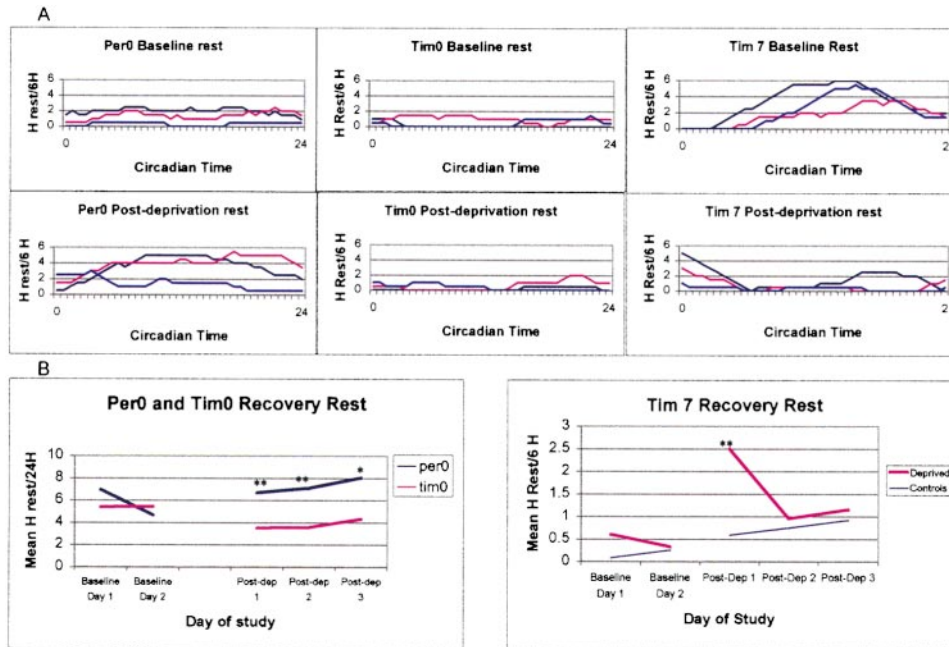 A
Per0 Baseline rest
H rest/6H
6
4
2
0
0
24
Circadian Time
Tim0 Baseline rest
H Rest/6 H
6
4
2
0
0
24
Circadian Time
Tim 7 Baseline Rest
H Rest/6 H
6
4
2
0
0
2
Circadian Time
Per0 Post-deprivation rest
H rest/6 H
6
4
2
0
0
24
Circadian Time
Tim0 Post-deprivation rest
H Rest/6 H
6
4
2
0
0
24
Circadian Time
Tim 7 Post-deprivation rest
H Rest/6 H
6
4
2
0
0
2
Circadian Time
B
Per0 and Tim0 Recovery Rest
Mean H rest/24H
10
8
6
4
2
0
** ** *
per0
tim0
Baseline Day 1
Baseline Day 2
Post-dep 1
Post-dep 2
Post-dep 3
Day of study
Tim 7 Recovery Rest
Mean H Rest/6 H
3
2.5
2
1.5
1
0.5
0
**
Deprived
Controls
Baseline Day 1
Baseline Day 2
Post-Dep 1
Post-Dep 2
Post-Dep 3
Day of Study